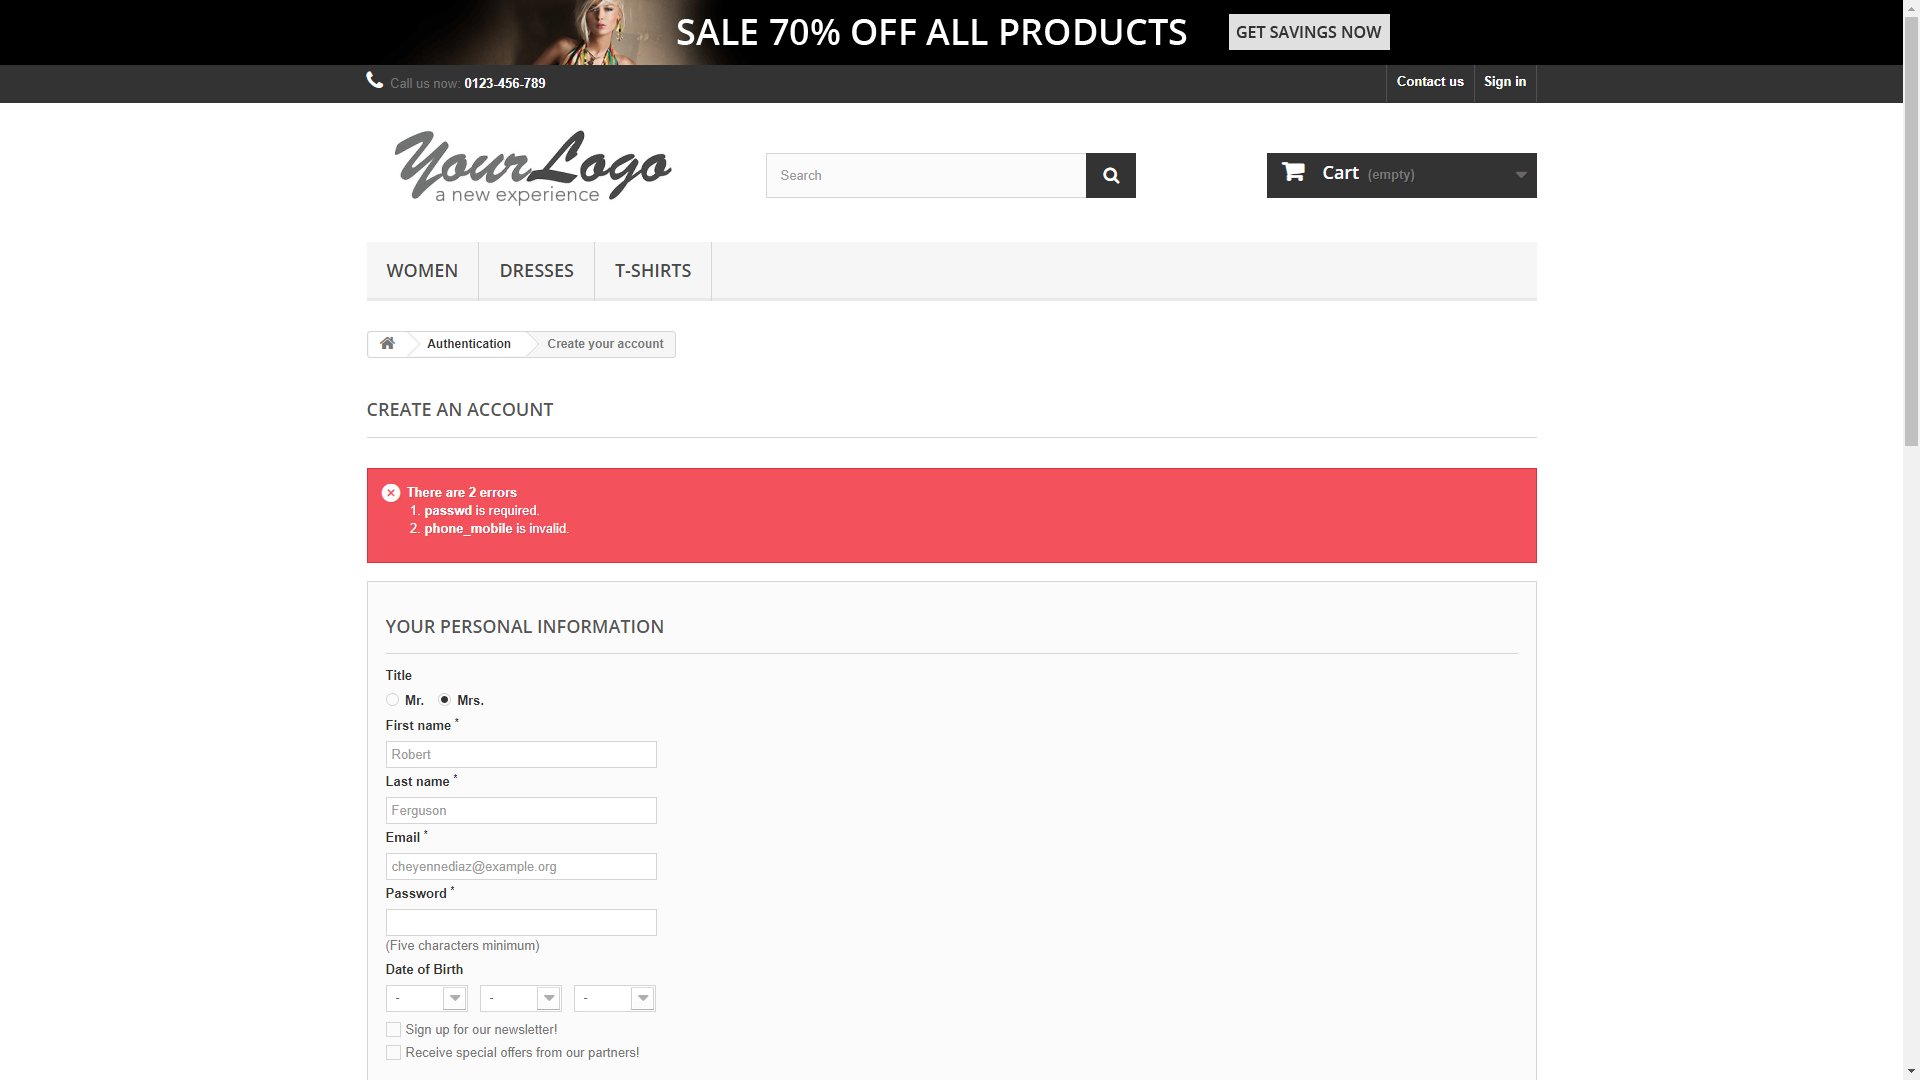 SALE 70% OFF ALL PRODUCTS GET SAVINGS NOW
Call us now: 0123-456-789 Contact us Sign in
YourLogo
a new experience
Search Cart (empty)
WOMEN DRESSES T-SHIRTS
Authentication Create your account
CREATE AN ACCOUNT
There are 2 errors
1. passwd is required.
2. phone_mobile is invalid.
YOUR PERSONAL INFORMATION
Title
Mr. Mrs.
First name *
Robert
Last name *
Ferguson
Email *
cheyennediaz@example.org
Password *
(Five characters minimum)
Date of Birth
- - -
Sign up for our newsletter!
Receive special offers from our partners!